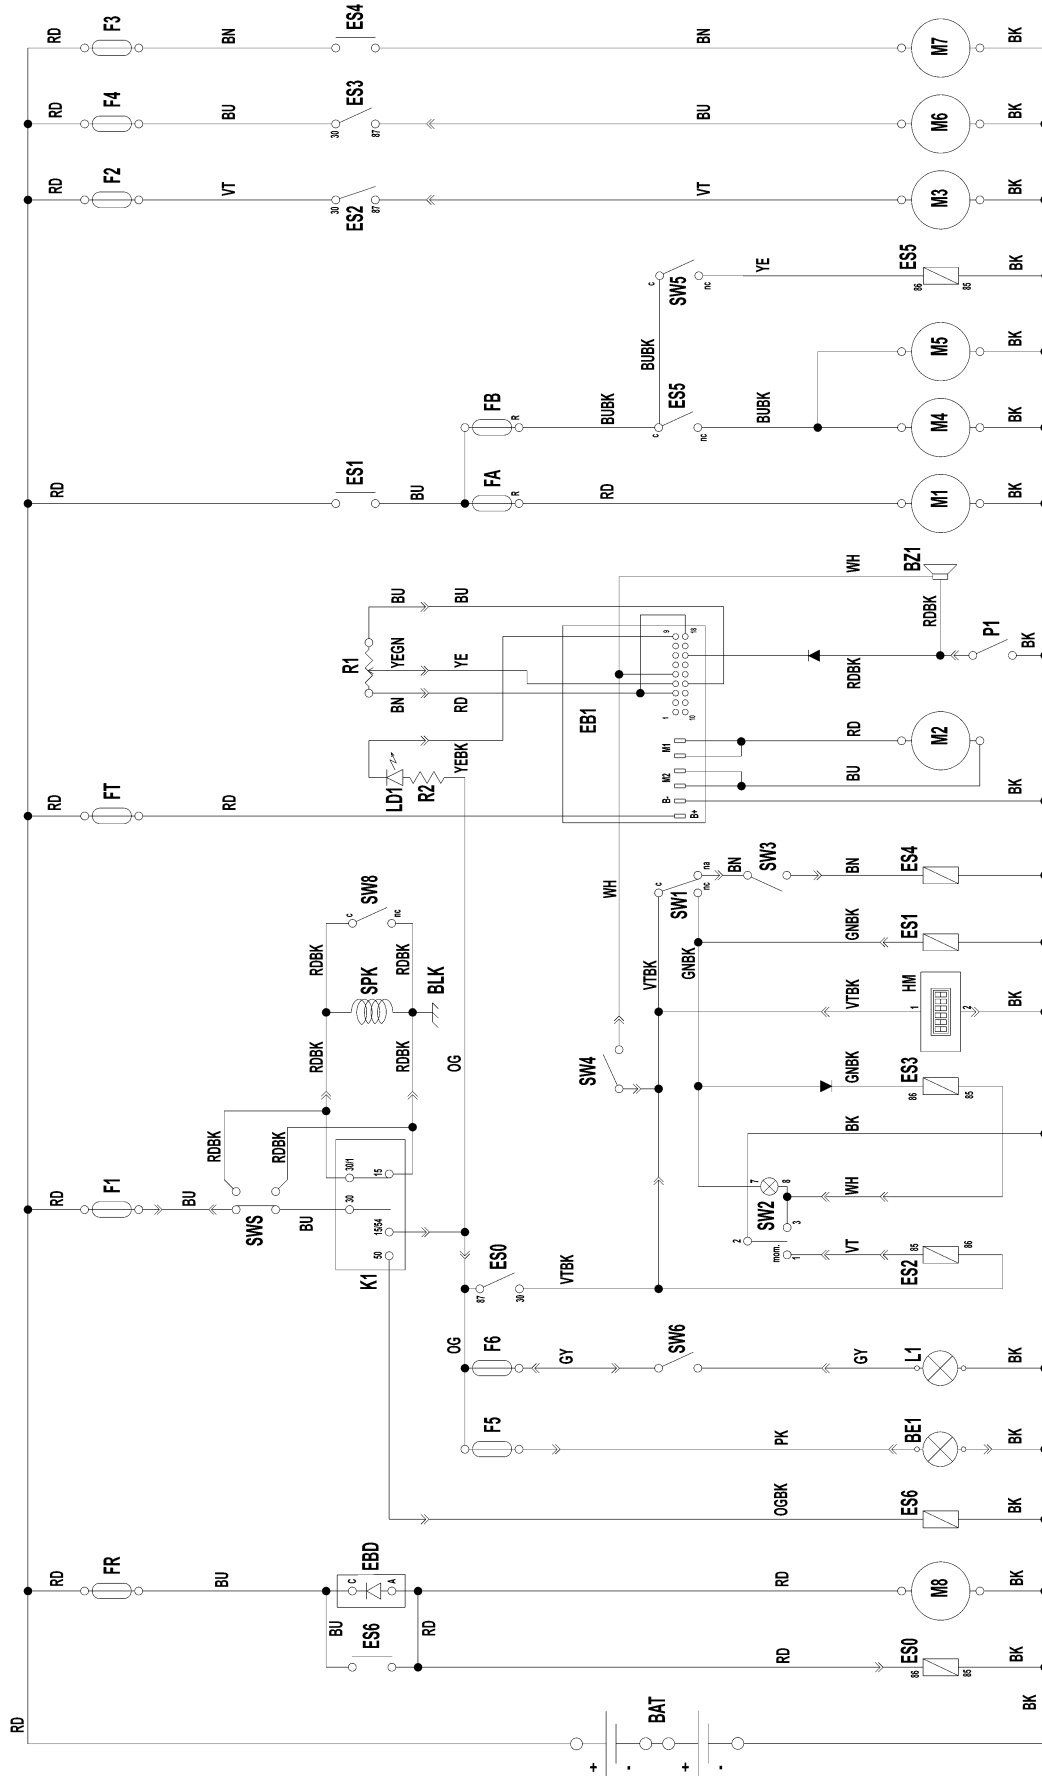 RD
F3
BN
ES4
BN
M7
BK
RD
F4
BU
30
ES3
87
BU
M6
BK
RD
F2
VT
30
ES2
87
VT
M3
BK
c
SW5
nc
YE
86
ES5
85
BK
BUBK
M5
BK
FB
R
BUBK
c
ES5
nc
BUBK
M4
BK
RD
ES1
BU
FA
R
RD
M1
BK
WH
BZ1
RDBK
BU
BU
R1
YEGN
YE
BN
RD
9
18
EB1
1
10
RDBK
P1
BK
LD1
R2
YEBK
M1
M2
B-
B+
RD
BU
M2
BK
RD
FT
RD
WH
c
SW1
na
nc
BN
SW3
BN
ES4
c
SW8
nc
RDBK
RDBK
GNBK
GNBK
ES1
SPK
BLK
VTBK
VTBK
1
HM
2
BK
RDBK
RDBK
OG
SW4
GNBK
86
ES3
85
RDBK
RDBK
BK
RD
F1
BU
SWS
BU
30/1
15
30
15/54
50
K1
7
8
SW2
3
WH
2
mom.
1
VT
85
ES2
86
87
ES0
30
VTBK
OG
F6
GY
SW6
GY
L1
BK
F5
PK
BE1
BK
OGBK
ES6
BK
RD
FR
BU
C
EBD
A
RD
M8
BK
BU
ES6
RD
RD
86
ES0
85
BK
RD
+
-
BAT
+
-
BK